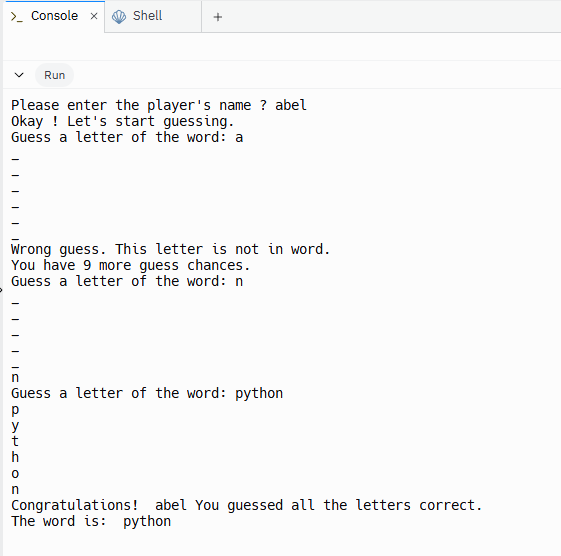 Console × Shell +
Run
Please enter the player's name ? abel
Okay ! Let's start guessing.
Guess a letter of the word: a
_
_
_
_
_
_
Wrong guess. This letter is not in word.
You have 9 more guess chances.
Guess a letter of the word: n
_
_
_
_
_
n
Guess a letter of the word: python
p
y
t
h
o
n
Congratulations!  abel You guessed all the letters correct.
The word is:  python